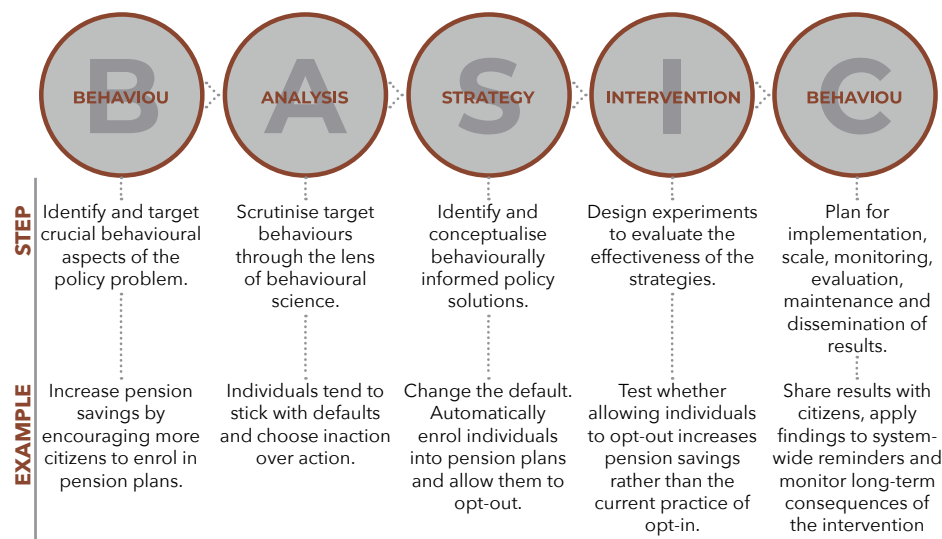 B
BEHAVIOU
A
ANALYSIS
S
STRATEGY
I
INTERVENTION
C
BEHAVIOU
STEP
Identify and target
crucial behavioural
aspects of the
policy problem.
Scrutinise target
behaviours
through the lens
of behavioural
science.
Identify and
conceptualise
behaviourally
informed policy
solutions.
Design experiments
to evaluate the
effectiveness of the
strategies.
Plan for
implementation,
scale, monitoring,
evaluation,
maintenance and
dissemination of
results.
EXAMPLE
Increase pension
savings by
encouraging more
citizens to enrol in
pension plans.
Individuals tend to
stick with defaults
and choose inaction
over action.
Change the default.
Automatically
enrol individuals
into pension plans
and allow them to
opt-out.
Test whether
allowing individuals
to opt-out increases
pension savings
rather than the
current practice of
opt-in.
Share results with
citizens, apply
findings to system-
wide reminders and
monitor long-term
consequences of
the intervention